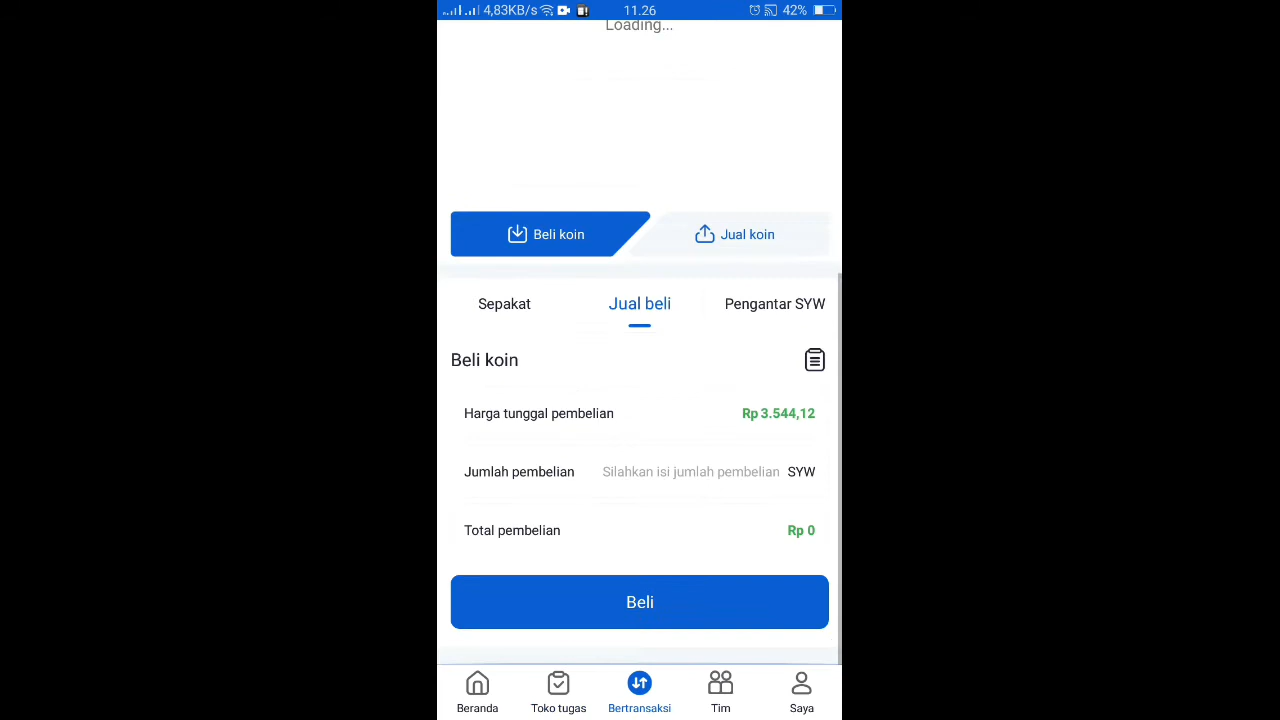 4,83KB/s 11.26 42%
Loading...
Beli koin Jual koin
Sepakat Jual beli Pengantar SYW
Beli koin
Harga tunggal pembelian Rp 3.544,12
Jumlah pembelian Silahkan isi jumlah pembelian SYW
Total pembelian Rp 0
Beli
Beranda Toko tugas Bertransaksi Tim Saya